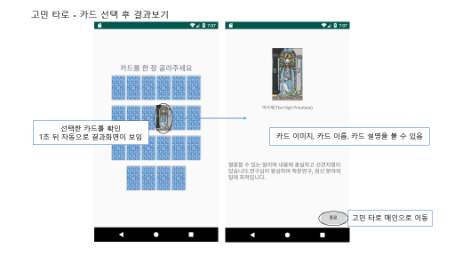 고민 타로 - 카드 선택 후 결과보기
7:07
카드를 한 장 골라주세요
선택한 카드를 확인
1초 뒤 자동으로 결과화면이 보임
7:07
여사제(The High Priestess)
카드 이미지, 카드 이름, 카드 설명을 볼 수 있음
있습니다.
종료
고민 타로 메인으로 이동